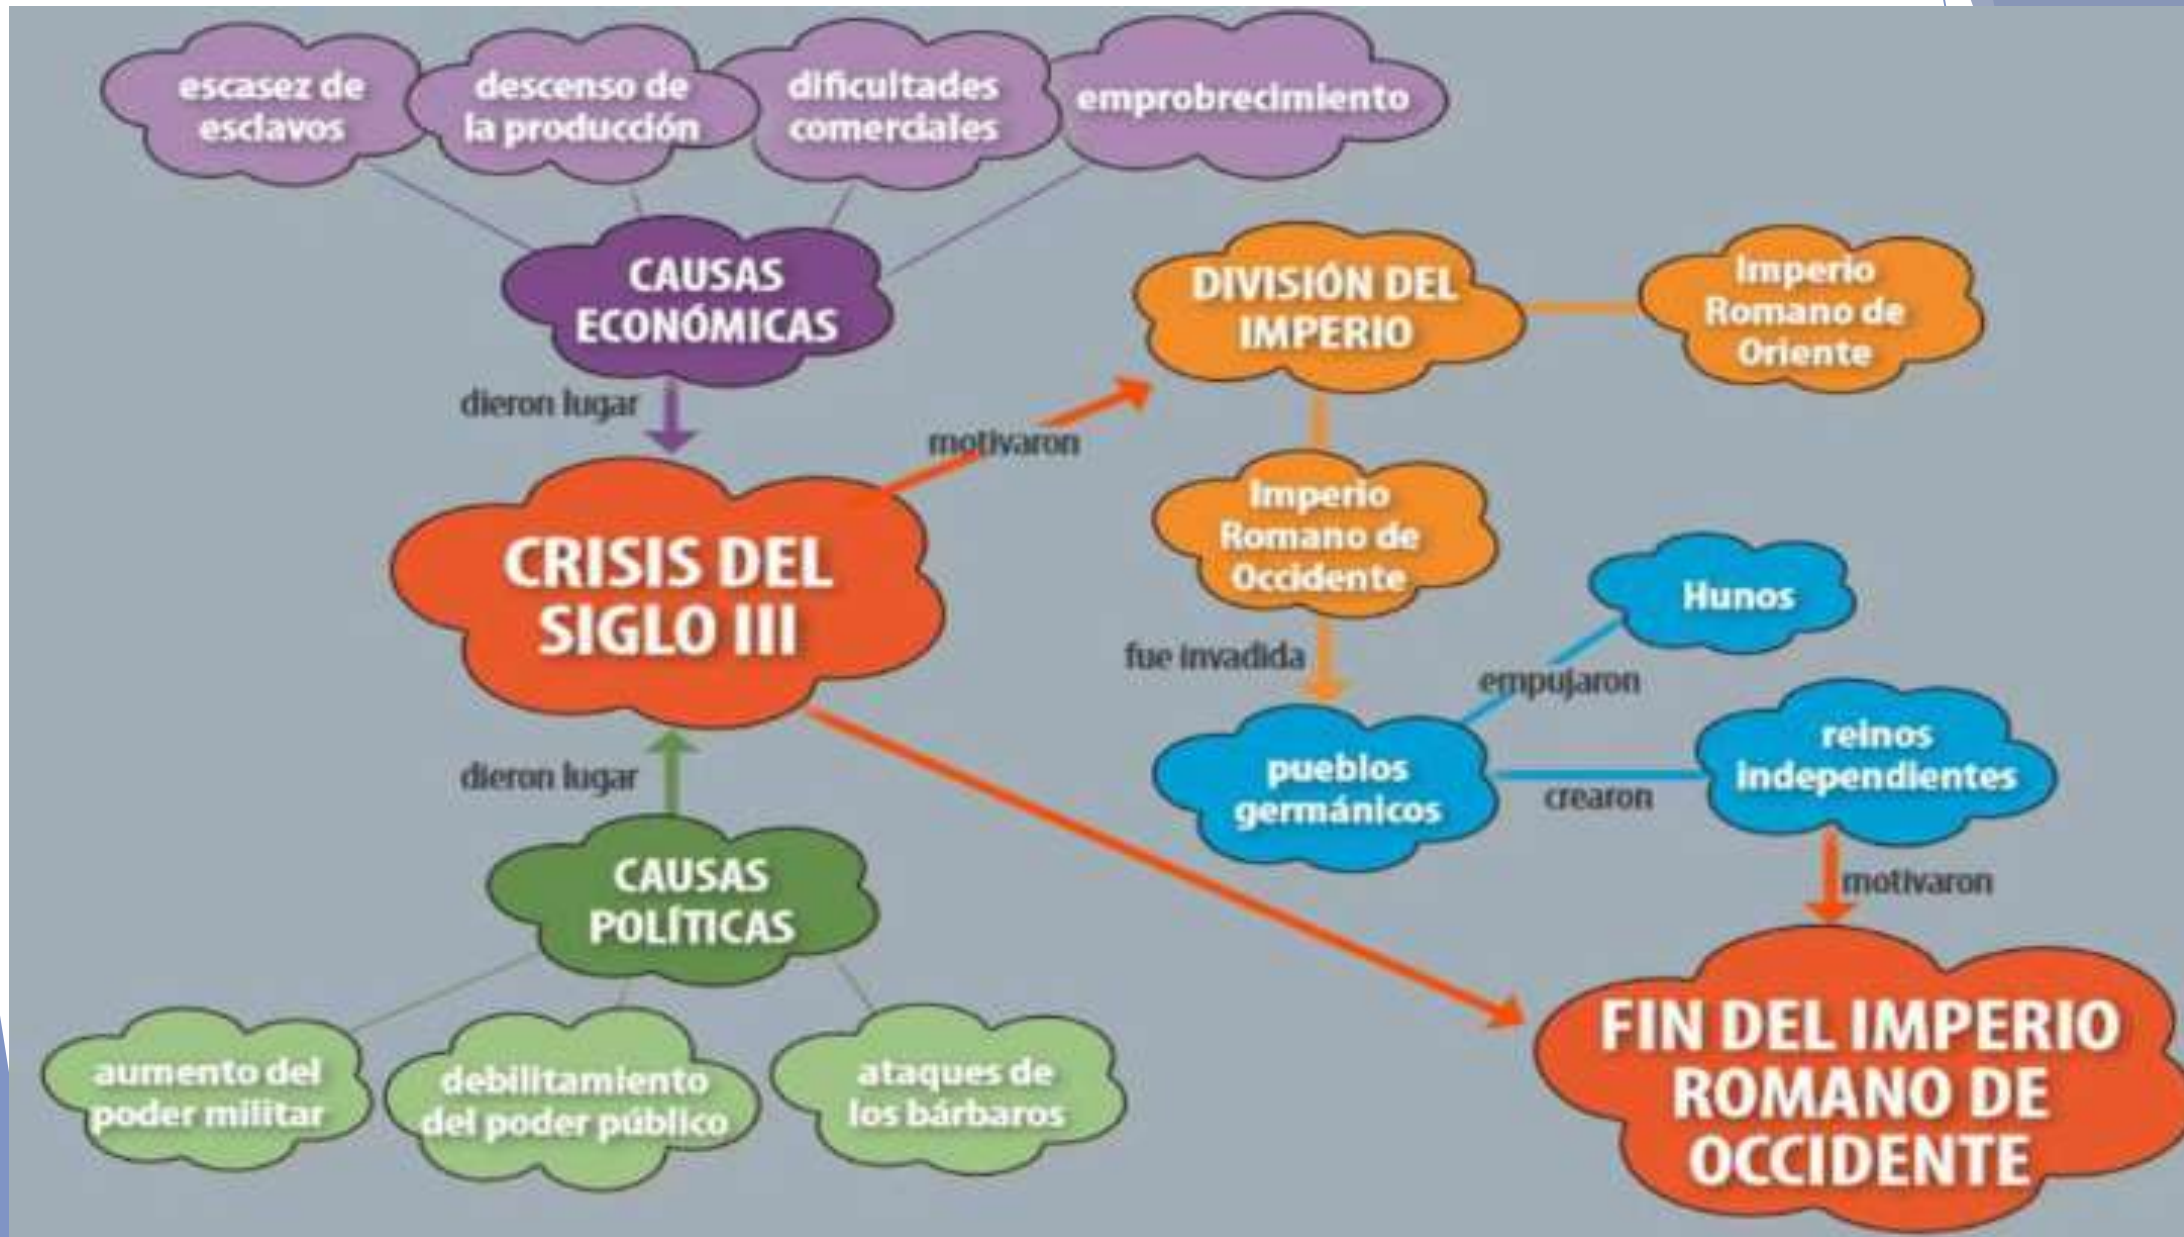 escasez de
esclavos
descenso de
la producción
dificultades
comerciales
emprobrecimiento
CAUSAS
ECONÓMICAS
dieron lugar
CRISIS DEL
SIGLO III
dieron lugar
CAUSAS
POLÍTICAS
aumento del
poder militar
debilitamiento
del poder público
ataques de
los bárbaros
motivaron
DIVISIÓN DEL
IMPERIO
Imperio
Romano de
Oriente
Imperio
Romano de
Occidente
fue invadida
pueblos
germánicos
empujaron
Hunos
crearon
reinos
independientes
motivaron
FIN DEL IMPERIO
ROMANO DE
OCCIDENTE